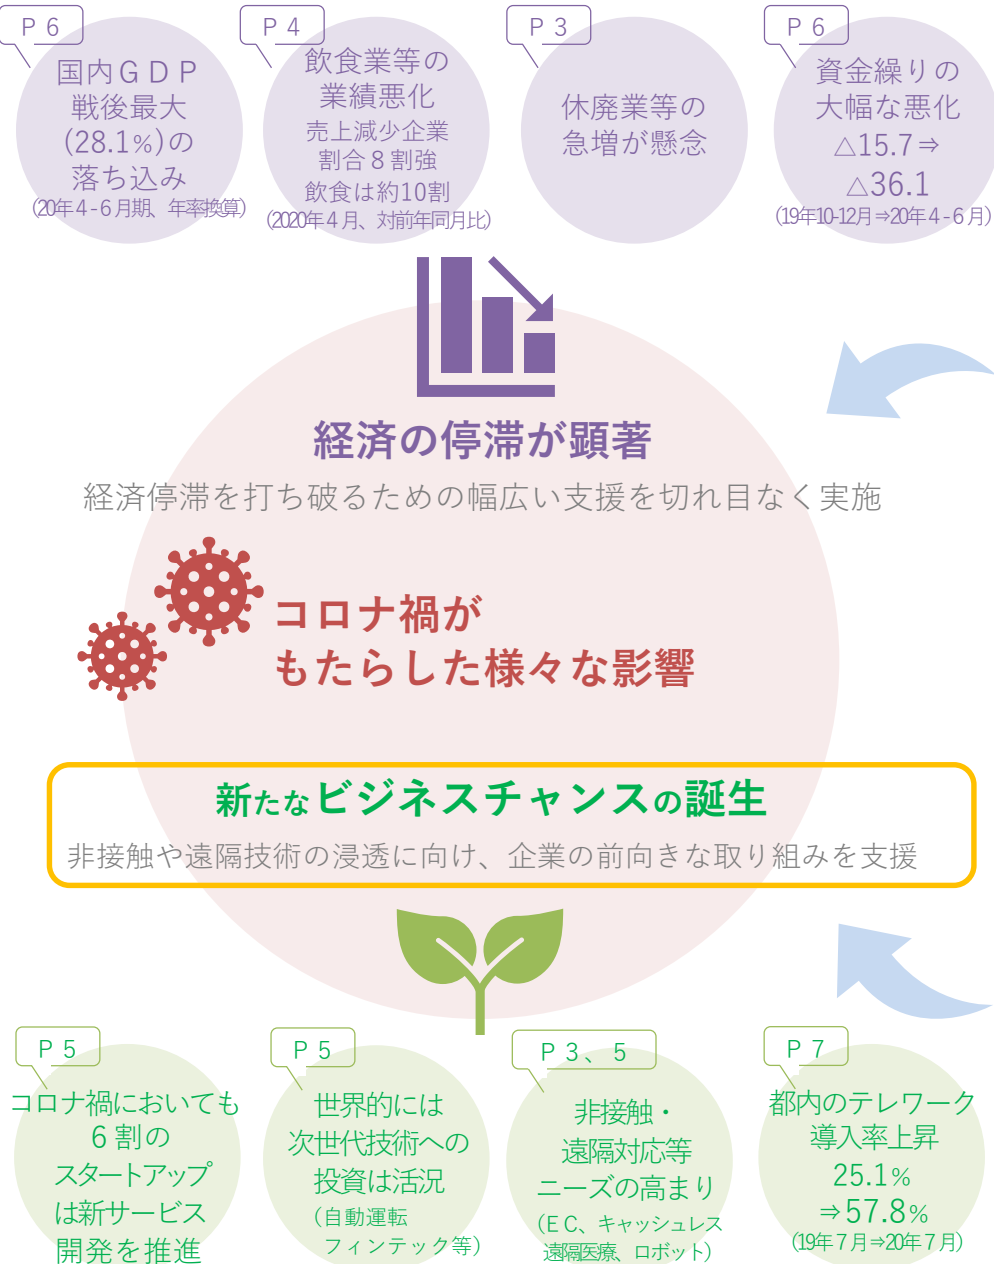 Ｐ６
国内ＧＤＰ
戦後最大
(28.1％)の
落ち込み
(20年４-６月期、年率換算)
Ｐ４
飲食業等の
業績悪化
売上減少企業
割合８割強
飲食は約10割
(2020年４月、対前年同月比)
Ｐ３
休廃業等の
急増が懸念
Ｐ６
資金繰りの
大幅な悪化
△15.7⇒
△36.1
(19年10-12月⇒20年４-６月)
経済の停滞が顕著
経済停滞を打ち破るための幅広い支援を切れ目なく実施
コロナ禍が
もたらした様々な影響
新たなビジネスチャンスの誕生
非接触や遠隔技術の浸透に向け、企業の前向きな取り組みを支援
Ｐ５
コロナ禍においても
６割の
スタートアップ
は新サービス
開発を推進
Ｐ５
世界的には
次世代技術への
投資は活況
(自動運転
フィンテック等)
Ｐ３、５
非接触・
遠隔対応等
ニーズの高まり
(ＥＣ、キャッシュレス
遠隔医療、ロボット)
Ｐ７
都内のテレワーク
導入率上昇
25.1％
⇒57.8％
(19年７月⇒20年７月)